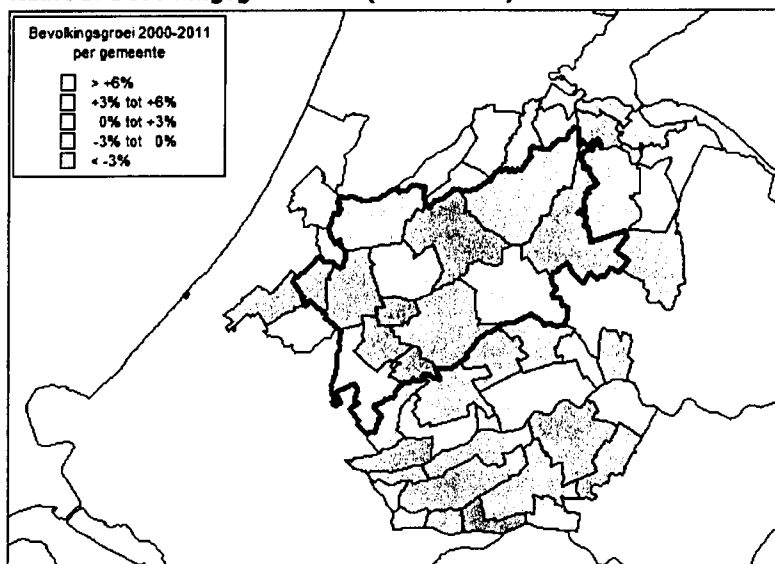 Bevolkingsgroei 2000-2011
per gemeente
> +6%
+3% tot +6%
0% tot +3%
-3% tot 0%
< -3%